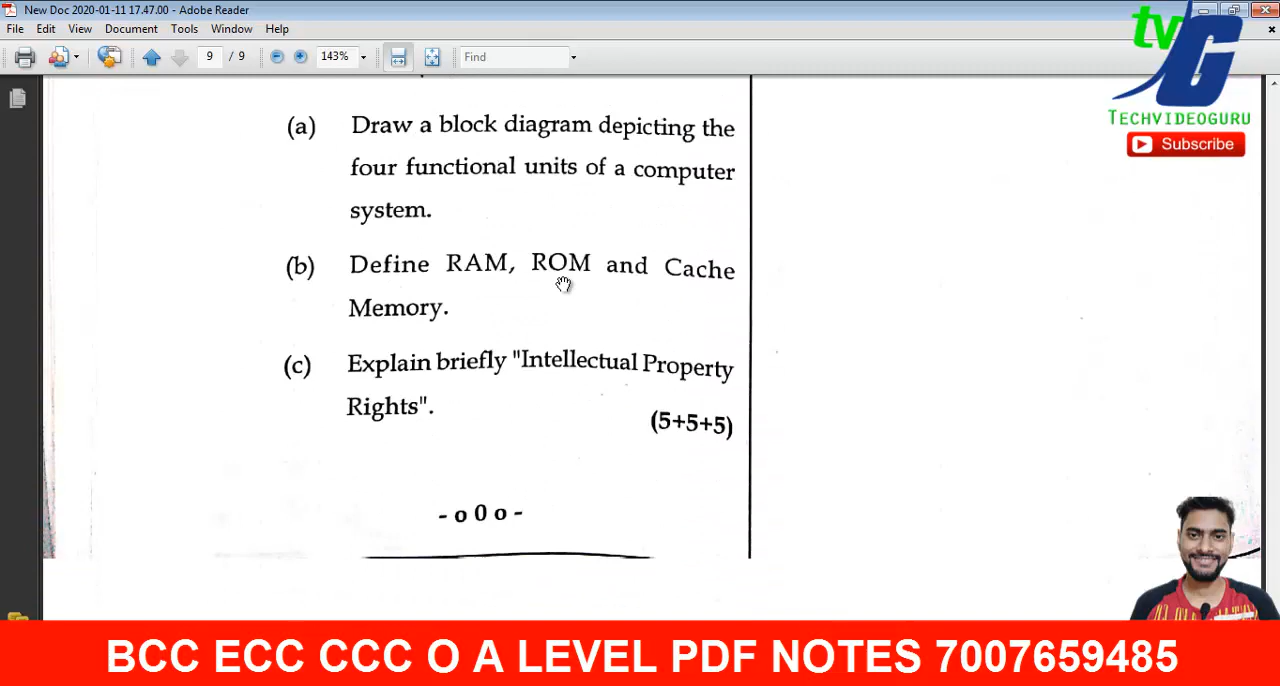 New Doc 2020-01-11 17.47.00 - Adobe Reader
File Edit View Document Tools Window Help
9 / 9 143% Find
tv G
TECHVIDEOGURU
Subscribe
(a) Draw a block diagram depicting the
four functional units of a computer
system.
(b) Define RAM, ROM and Cache
Memory.
(c) Explain briefly "Intellectual Property
Rights".
(5+5+5)
- o 0 o -
BCC ECC CCC O A LEVEL PDF NOTES 7007659485